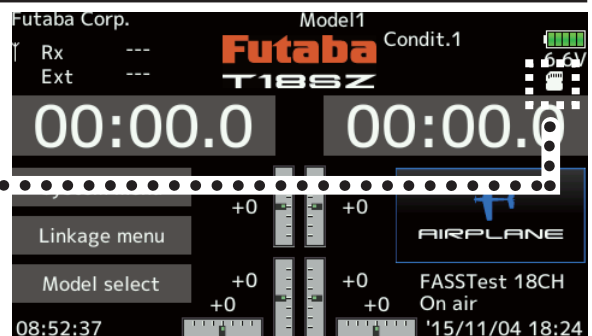 Futaba Corp.
Model1
Rx ---
Ext ---
Futaba
T18SZ
Condit.1
6.6V
00:00.0
00:00.0
+0
+0
Linkage menu
AIRPLANE
Model select
+0
+0
FASSTest 18CH
+0
+0
On air
08:52:37
'15/11/04 18:24